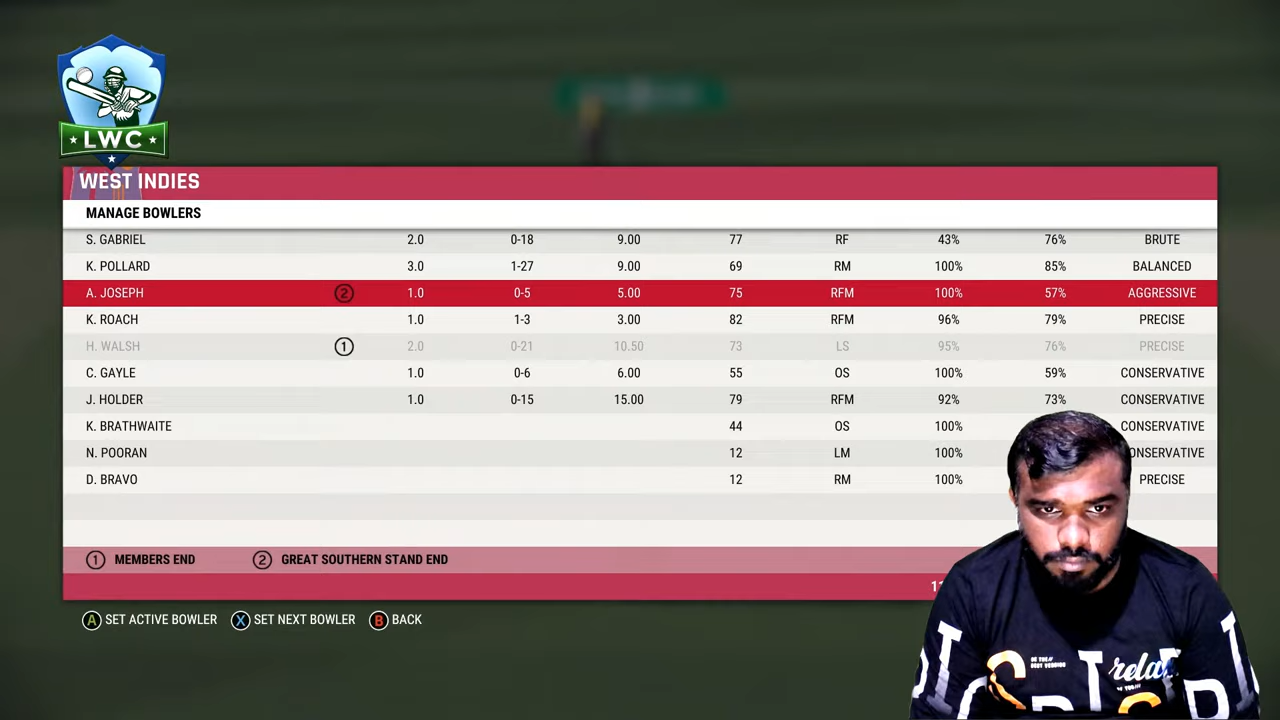 LWC
WEST INDIES
MANAGE BOWLERS
S. GABRIEL 2.0 0-18 9.00 77 RF 43% 76% BRUTE
K. POLLARD 3.0 1-27 9.00 69 RM 100% 85% BALANCED
A. JOSEPH 2 1.0 0-5 5.00 75 RFM 100% 57% AGGRESSIVE
K. ROACH 1.0 1-3 3.00 82 RFM 96% 79% PRECISE
H. WALSH 1 2.0 0-21 10.50 73 LS 95% 76% PRECISE
C. GAYLE 1.0 0-6 6.00 55 OS 100% 59% CONSERVATIVE
J. HOLDER 1.0 0-15 15.00 79 RFM 92% 73% CONSERVATIVE
K. BRATHWAITE 44 OS 100% CONSERVATIVE
N. POORAN 12 LM 100% ONSERVATIVE
D. BRAVO 12 RM 100% PRECISE
1 MEMBERS END 2 GREAT SOUTHERN STAND END
A SET ACTIVE BOWLER X SET NEXT BOWLER B BACK
rela